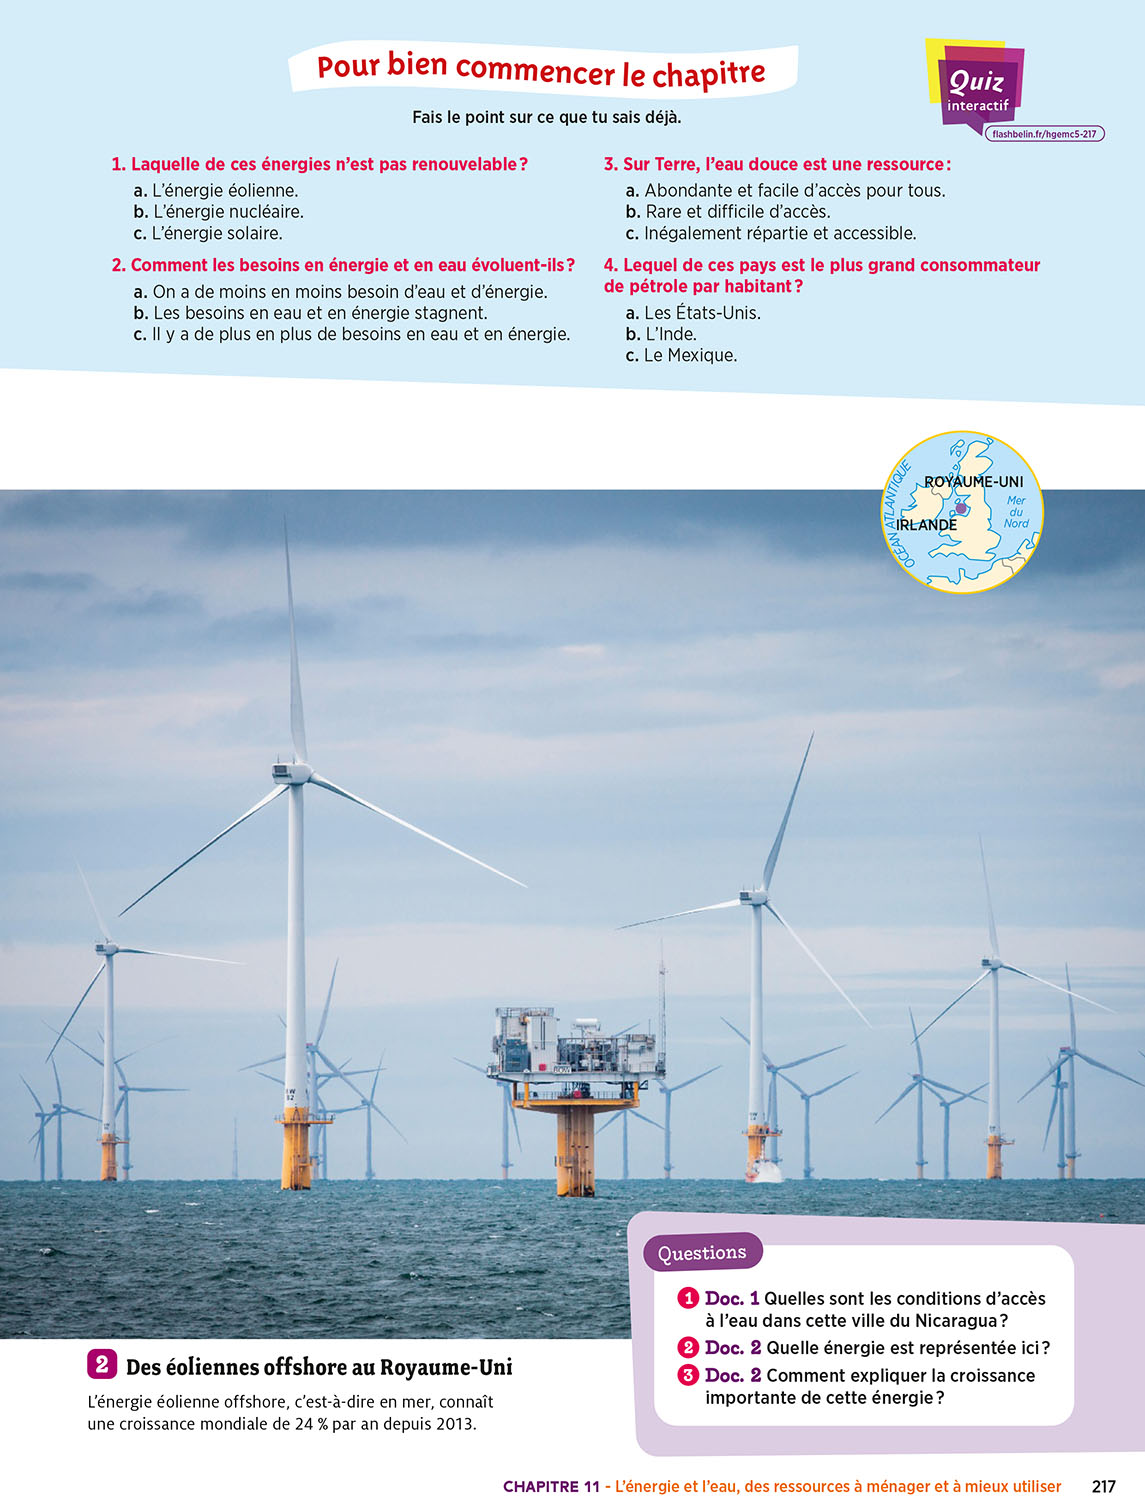 Pour bien commencer le chapitre
Fais le point sur ce que tu sais déjà.
Quiz
interactif
flashbelin.fr/hgemc5-217
1. Laquelle de ces énergies n'est pas renouvelable ?
a. L'énergie éolienne.
b. L'énergie nucléaire.
c. L'énergie solaire.
2. Comment les besoins en énergie et en eau évoluent-ils ?
a. On a de moins en moins besoin d'eau et d'énergie.
b. Les besoins en eau et en énergie stagnent.
c. Il y a de plus en plus de besoins en eau et en énergie.
3. Sur Terre, l'eau douce est une ressource :
a. Abondante et facile d'accès pour tous.
b. Rare et difficile d'accès.
c. Inégalement répartie et accessible.
4. Lequel de ces pays est le plus grand consommateur
de pétrole par habitant ?
a. Les États-Unis.
b. L'Inde.
c. Le Mexique.
OCÉAN ATLANTIQUE
ROYAUME-UNI
Mer
du
Nord
IRLANDE
Questions
1 Doc. 1 Quelles sont les conditions d'accès
à l'eau dans cette ville du Nicaragua ?
2 Doc. 2 Quelle énergie est représentée ici ?
3 Doc. 2 Comment expliquer la croissance
importante de cette énergie ?
2 Des éoliennes offshore au Royaume-Uni
L'énergie éolienne offshore, c'est-à-dire en mer, connaît
une croissance mondiale de 24 % par an depuis 2013.
CHAPITRE 11 - L'énergie et l'eau, des ressources à ménager et à mieux utiliser 217